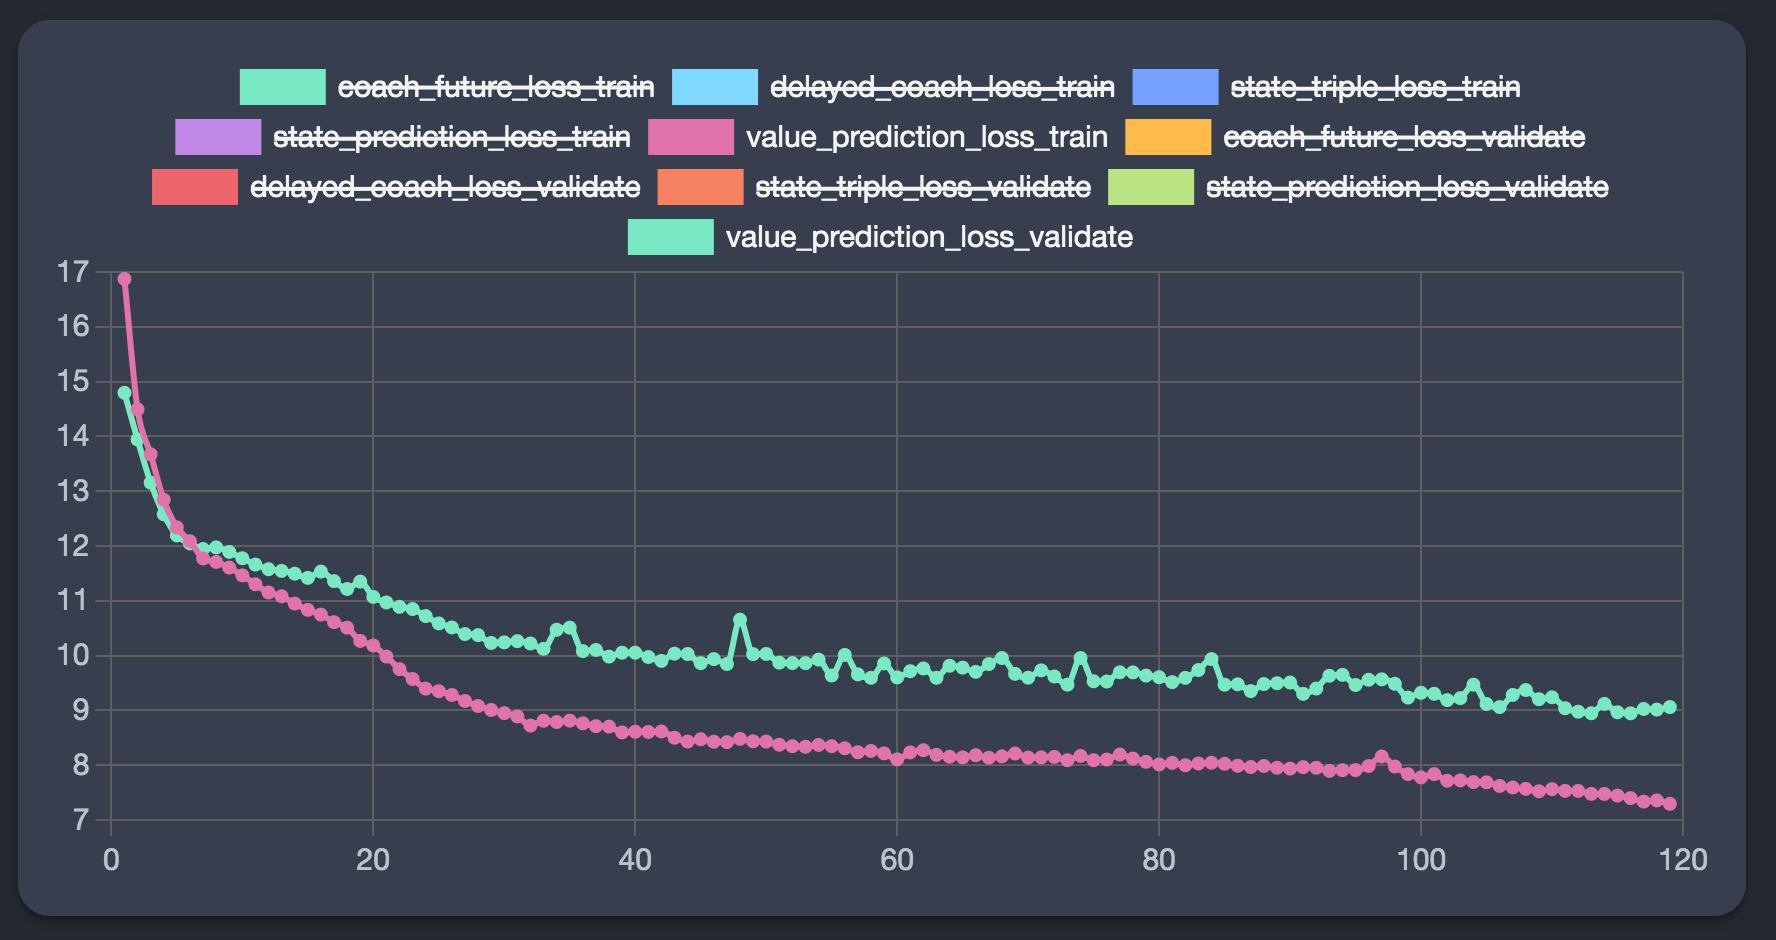 coach_future_loss_train delayed_coach_loss_train state_triple_loss_train
state_prediction_loss_train value_prediction_loss_train coach_future_loss_validate
delayed_coach_loss_validate state_triple_loss_validate state_prediction_loss_validate
value_prediction_loss_validate
17
16
15
14
13
12
11
10
9
8
7
0 20 40 60 80 100 120